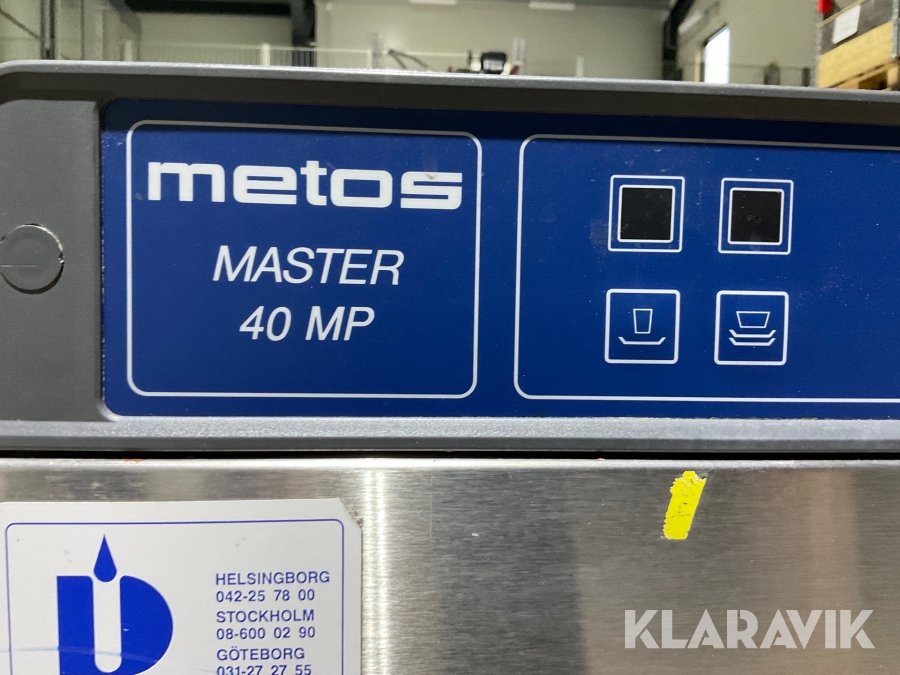 metos
MASTER
40 MP
HELSINGBORG
042-25 78 00
STOCKHOLM
08-600 02 90
GÖTEBORG
031-27 27 55
KLARAVIK